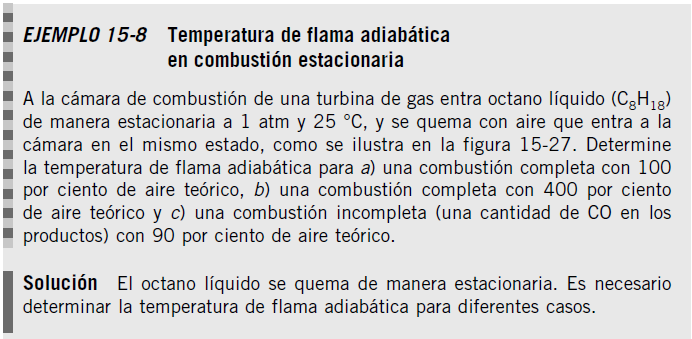 EJEMPLO 15-8 Temperatura de flama adiabática
en combustión estacionaria
A la cámara de combustión de una turbina de gas entra octano líquido (C₈H₁₈)
de manera estacionaria a 1 atm y 25 °C, y se quema con aire que entra a la
cámara en el mismo estado, como se ilustra en la figura 15-27. Determine
la temperatura de flama adiabática para a) una combustión completa con 100
por ciento de aire teórico, b) una combustión completa con 400 por ciento
de aire teórico y c) una combustión incompleta (una cantidad de CO en los
productos) con 90 por ciento de aire teórico.
Solución El octano líquido se quema de manera estacionaria. Es necesario
determinar la temperatura de flama adiabática para diferentes casos.